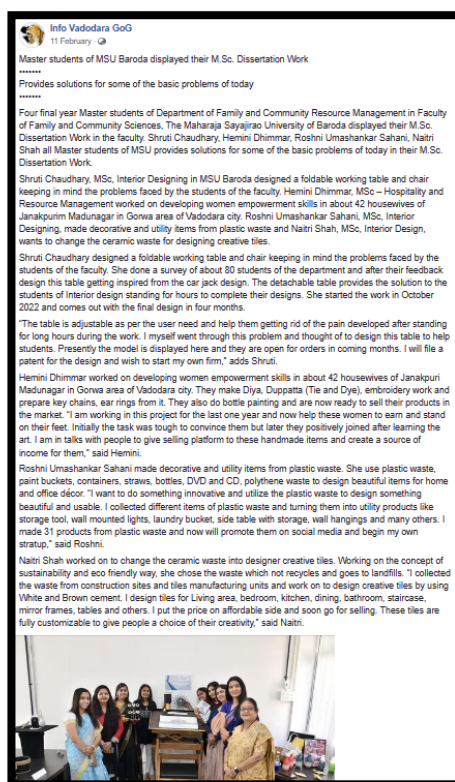 Info Vadodara GoG
11 February ·
Master students of MSU Baroda displayed their M.Sc. Dissertation Work
*******
Provides solutions for some of the basic problems of today
*******
Four final year Master students of Department of Family and Community Resource Management in Faculty
of Family and Community Sciences, The Maharaja Sayajirao University of Baroda displayed their M.Sc.
Dissertation Work in the faculty. Shruti Chaudhary, Hemini Dhimmar, Roshni Umashankar Sahani, Naitri
Shah all Master students of MSU provides solutions for some of the basic problems of today in their M.Sc.
Dissertation Work.
Shruti Chaudhary, MSc, Interior Designing in MSU Baroda designed a foldable working table and chair
keeping in mind the problems faced by the students of the faculty. Hemini Dhimmar, MSc – Hospitality and
Resource Management worked on developing women empowerment skills in about 42 housewives of
Janakpurim Madunagar in Gorwa area of Vadodara city. Roshni Umashankar Sahani, MSc, Interior
Designing, made decorative and utility items from plastic waste and Naitri Shah, MSc, Interior Design,
wants to change the ceramic waste for designing creative tiles.
Shruti Chaudhary designed a foldable working table and chair keeping in mind the problems faced by the
students of the faculty. She done a survey of about 80 students of the department and after their feedback
design this table getting inspired from the car jack design. The detachable table provides the solution to the
students of Interior design standing for hours to complete their designs. She started the work in October
2022 and comes out with the final design in four months.
“The table is adjustable as per the user need and help them getting rid of the pain developed after standing
for long hours during the work. I myself went through this problem and thought of to design this table to help
students. Presently the model is displayed here and they are open for orders in coming months. I will file a
patent for the design and wish to start my own firm,” adds Shruti.
Hemini Dhimmar worked on developing women empowerment skills in about 42 housewives of Janakpuri
Madunagar in Gorwa area of Vadodara city. They make Diya, Duppatta (Tie and Dye), embroidery work and
prepare key chains, ear rings from it. They also do bottle painting and are now ready to sell their products in
the market. “I am working in this project for the last one year and now help these women to earn and stand
on their feet. Initially the task was tough to convince them but later they positively joined after learning the
art. I am in talks with people to give selling platform to these handmade items and create a source of
income for them,” said Hemini.
Roshni Umashankar Sahani made decorative and utility items from plastic waste. She use plastic waste,
paint buckets, containers, straws, bottles, DVD and CD, polythene waste to design beautiful items for home
and office décor. “I want to do something innovative and utilize the plastic waste to design something
beautiful and usable. I collected different items of plastic waste and turning them into utility products like
storage tool, wall mounted lights, laundry bucket, side table with storage, wall hangings and many others. I
made 31 products from plastic waste and now will promote them on social media and begin my own
stratup,” said Roshni.
Naitri Shah worked on to change the ceramic waste into designer creative tiles. Working on the concept of
sustainability and eco friendly way, she chose the waste which not recycles and goes to landfills. “I collected
the waste from construction sites and tiles manufacturing units and work on to design creative tiles by using
White and Brown cement. I design tiles for Living area, bedroom, kitchen, dining, bathroom, staircase,
mirror frames, tables and others. I put the price on affordable side and soon go for selling. These tiles are
fully customizable to give people a choice of their creativity,” said Naitri.